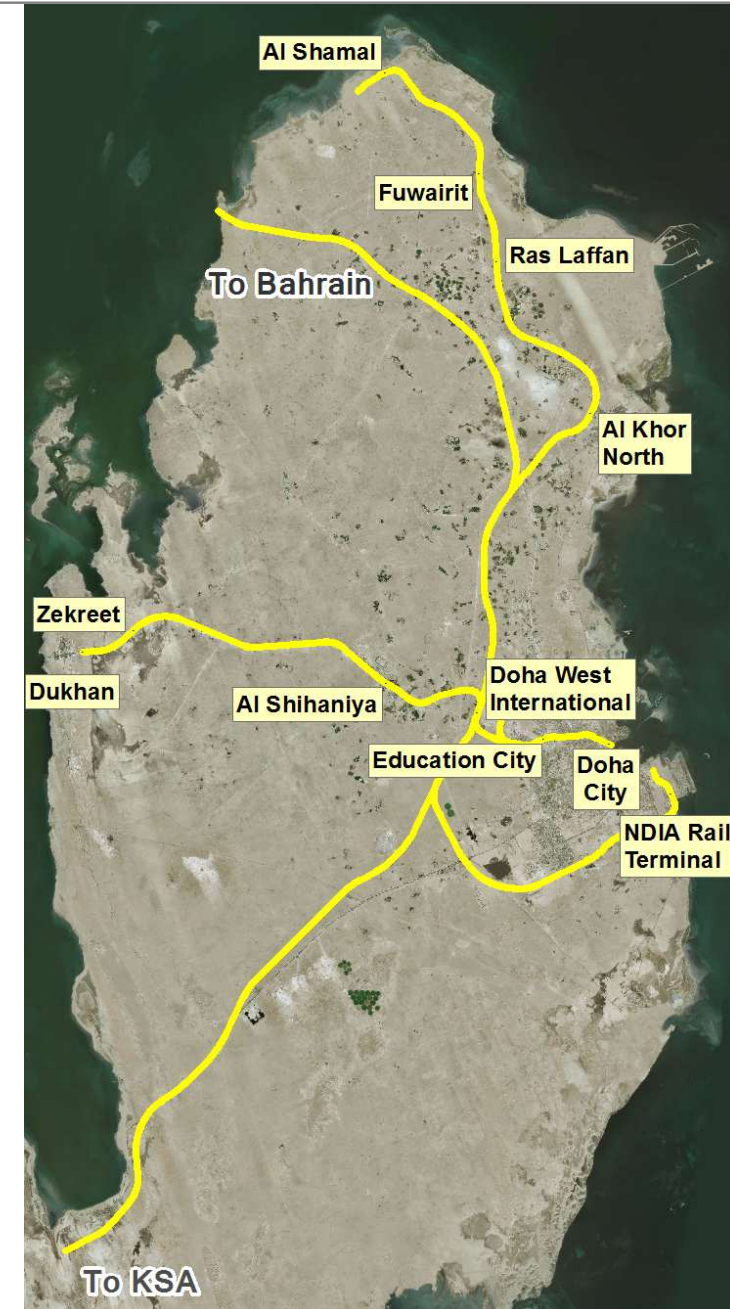 Al Shamal
Fuwairit
Ras Laffan
To Bahrain
Al Khor
North
Zekreet
Dukhan
Al Shihaniya
Doha West
International
Education City
Doha
City
NDIA Rail
Terminal
To KSA